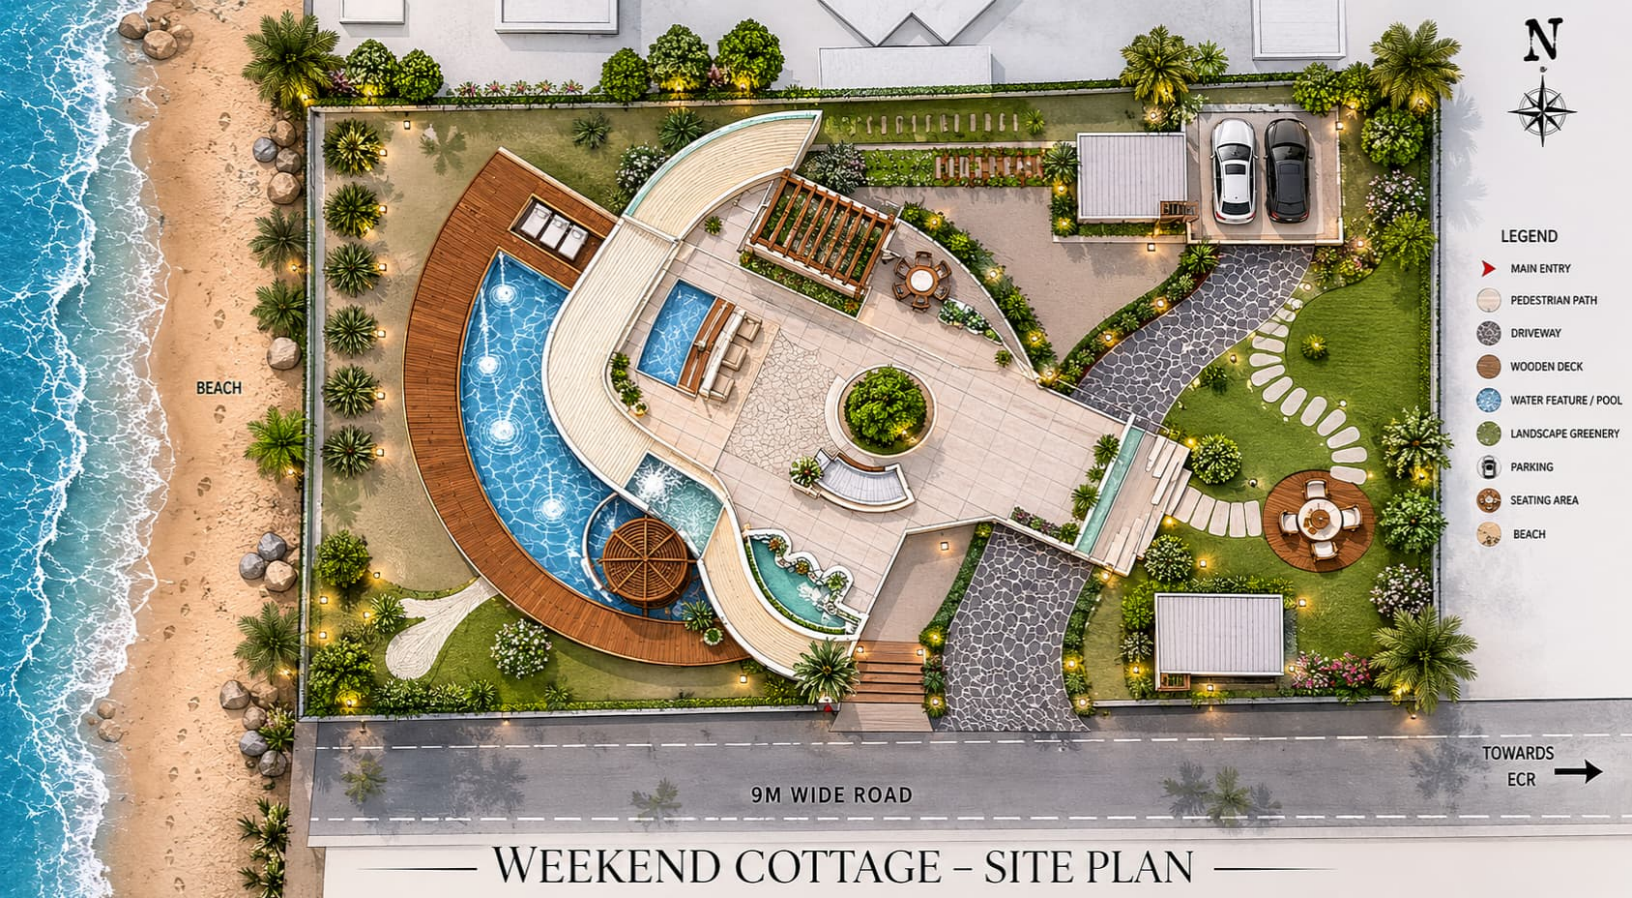 N
LEGEND
MAIN ENTRY
PEDESTRIAN PATH
DRIVEWAY
WOODEN DECK
WATER FEATURE / POOL
LANDSCAPE GREENERY
PARKING
SEATING AREA
BEACH
BEACH
TOWARDS
ECR
9M WIDE ROAD
WEEKEND COTTAGE – SITE PLAN